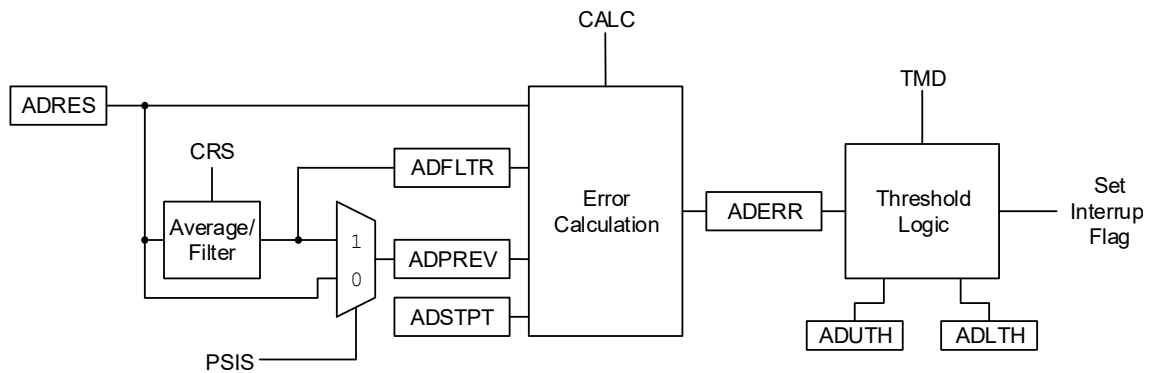 CALC
TMD
ADRES
CRS
ADFLTR
Average/
Filter
1
0
ADPREV
ADSTPT
PSIS
Error
Calculation
ADERR
Threshold
Logic
Set
Interrup
Flag
ADUTH
ADLTH